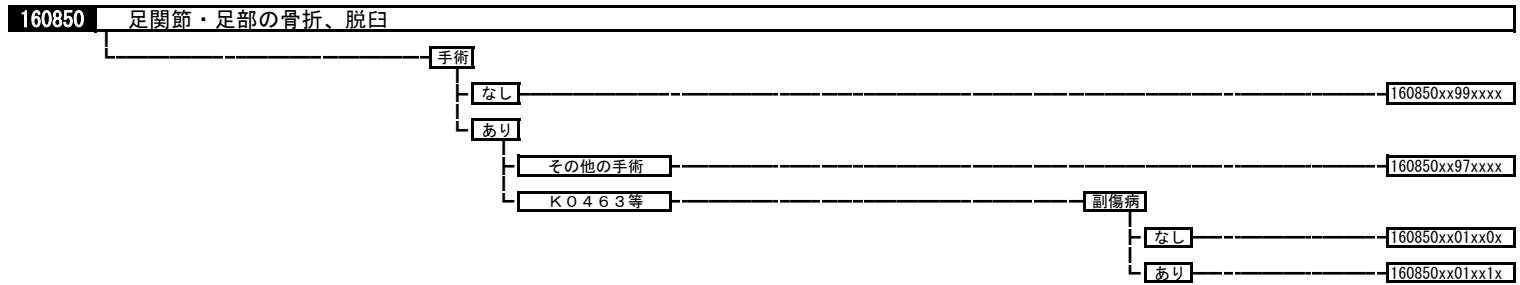 160850 足関節・足部の骨折、脱臼
手術
なし 160850xx99xxxx
あり
その他の手術 160850xx97xxxx
K0463等 副傷病
なし 160850xx01xx0x
あり 160850xx01xx1x